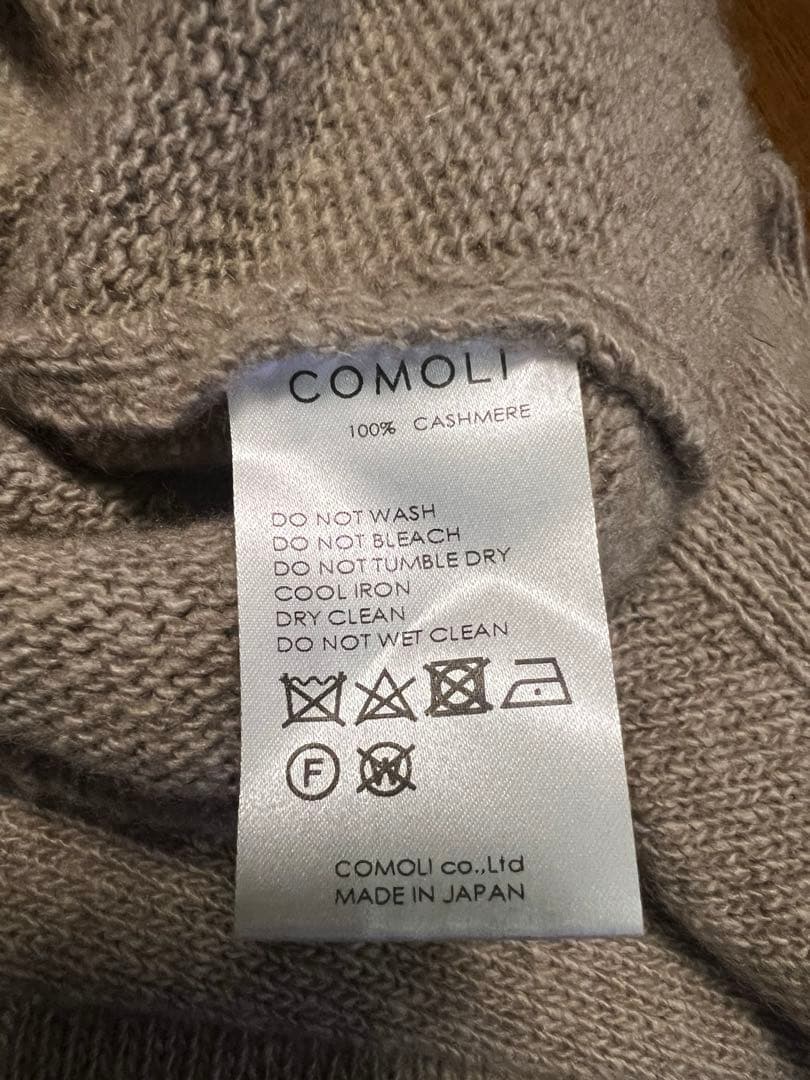 COMOLI
100% CASHMERE
DO NOT WASH
DO NOT BLEACH
DO NOT TUMBLE DRY
COOL IRON
DRY CLEAN
DO NOT WET CLEAN
F W
COMOLI co.,Ltd
MADE IN JAPAN